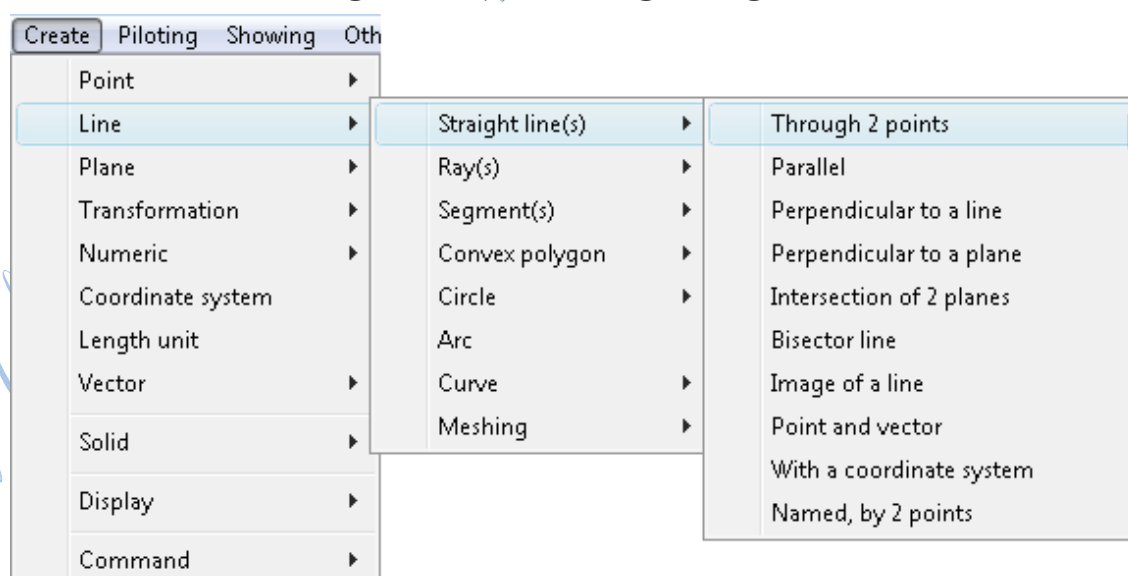 Create Piloting Showing Oth
Point
Line
Plane
Transformation
Numeric
Coordinate system
Length unit
Vector
Solid
Display
Command
Straight line(s)
Ray(s)
Segment(s)
Convex polygon
Circle
Arc
Curve
Meshing
Through 2 points
Parallel
Perpendicular to a line
Perpendicular to a plane
Intersection of 2 planes
Bisector line
Image of a line
Point and vector
With a coordinate system
Named, by 2 points